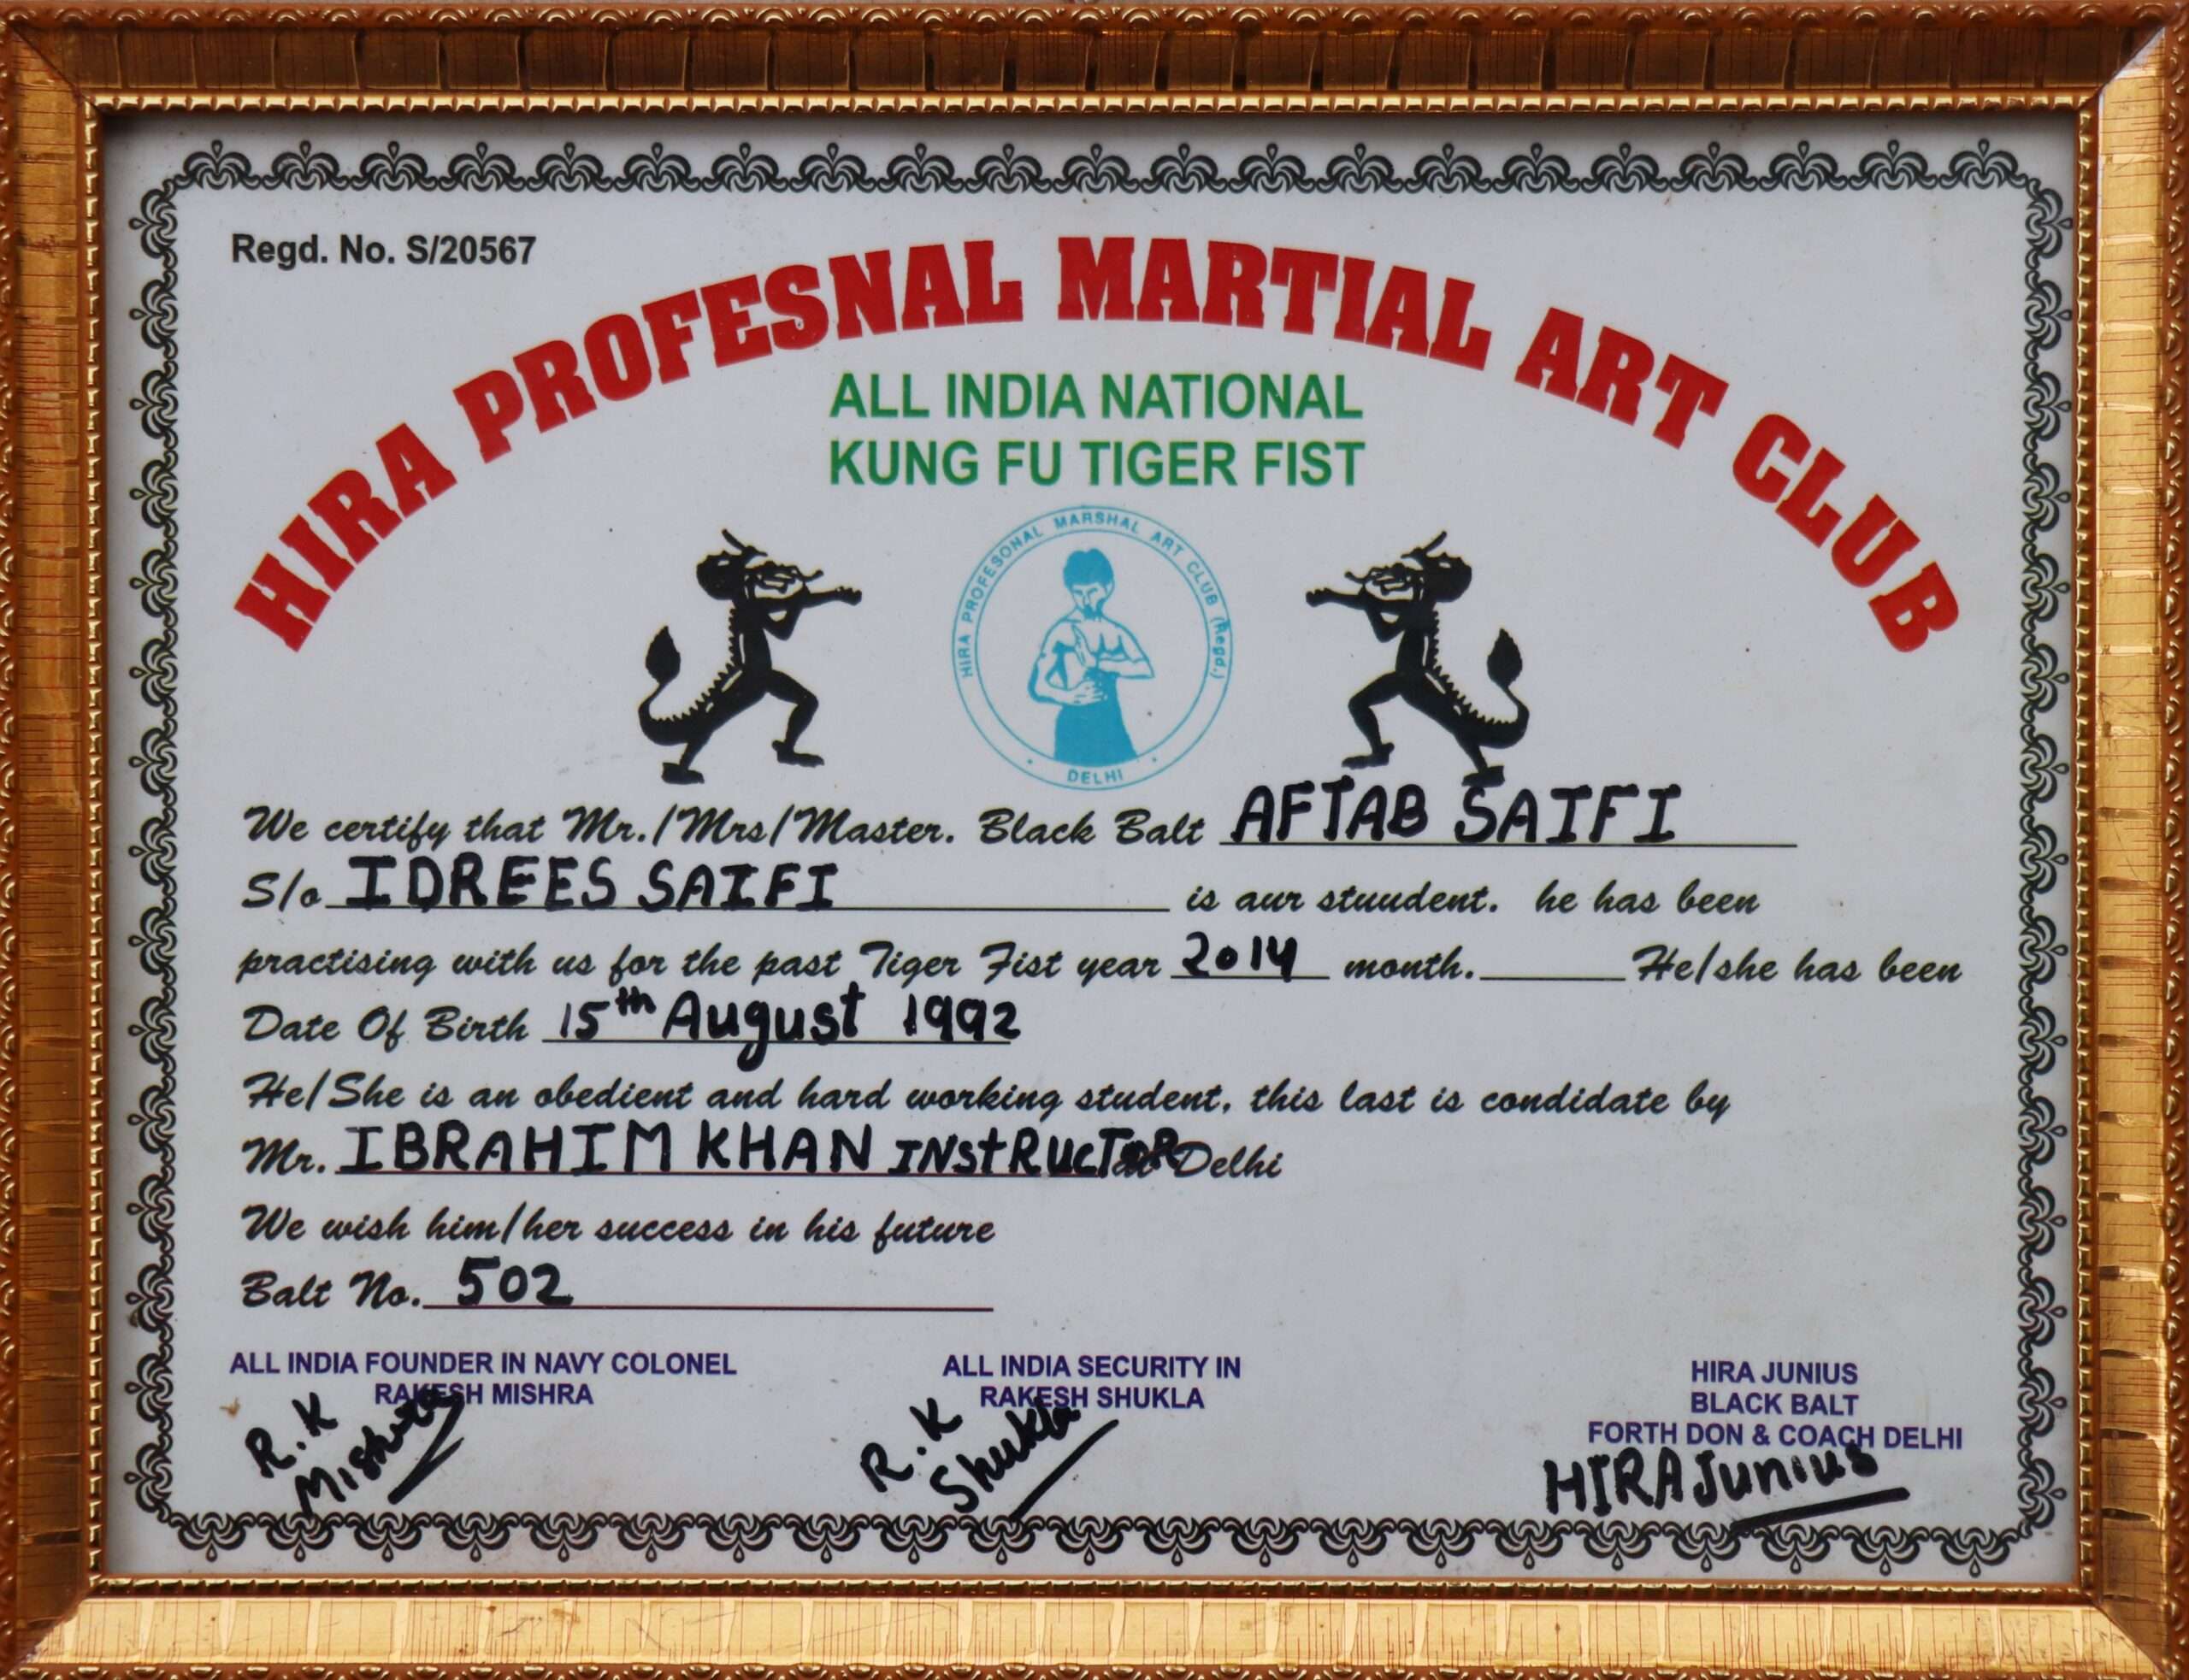 Regd. No. S/20567
HIRA PROFESNAL MARTIAL ART CLUB
ALL INDIA NATIONAL
KUNG FU TIGER FIST
HIRA PROFESONAL MARSHAL ART CLUB (Regd.)
DELHI
We certify that Mr./Mrs/Master. Black Balt AFTAB SAIFI
S/o IDREES SAIFI is aur stuudent. he has been
practising with us for the past Tiger Fist year 2014 month. He/she has been
Date Of Birth 15th August 1992
He/She is an obedient and hard working student, this last is condidate by
Mr. IBRAHIM KHAN INStRUCTOR Delhi
We wish him/her success in his future
Balt No. 502
ALL INDIA FOUNDER IN NAVY COLONEL
RAKESH MISHRA
R.K
Mishra
ALL INDIA SECURITY IN
RAKESH SHUKLA
R.K
Shukla
HIRA JUNIUS
BLACK BALT
FORTH DON & COACH DELHI
HIRA Junius